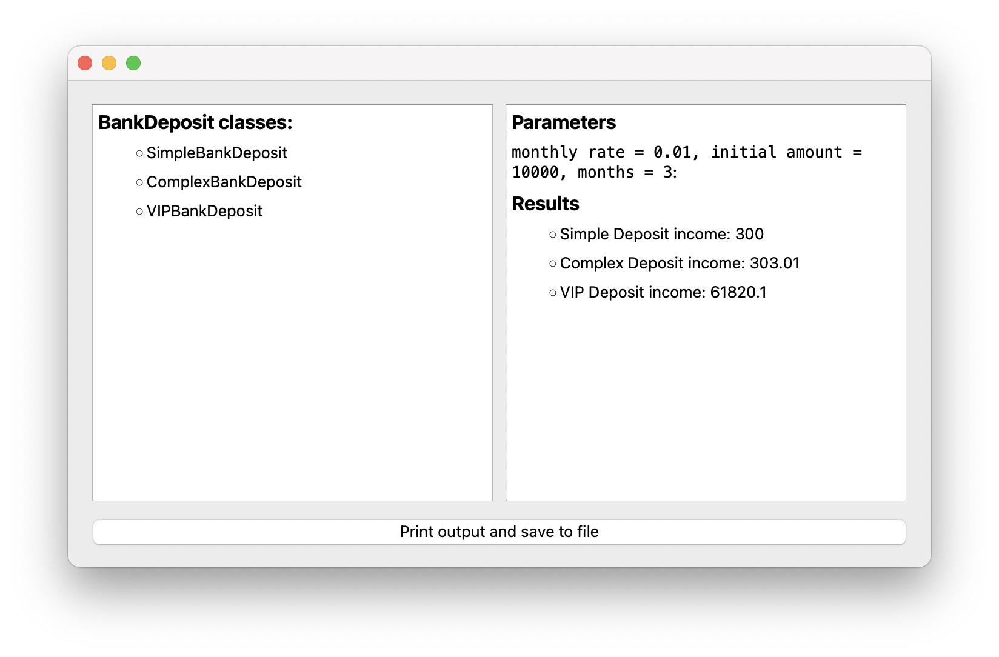 BankDeposit classes:
SimpleBankDeposit
ComplexBankDeposit
VIPBankDeposit
Parameters
monthly rate = 0.01, initial amount =
10000, months = 3:
Results
Simple Deposit income: 300
Complex Deposit income: 303.01
VIP Deposit income: 61820.1
Print output and save to file